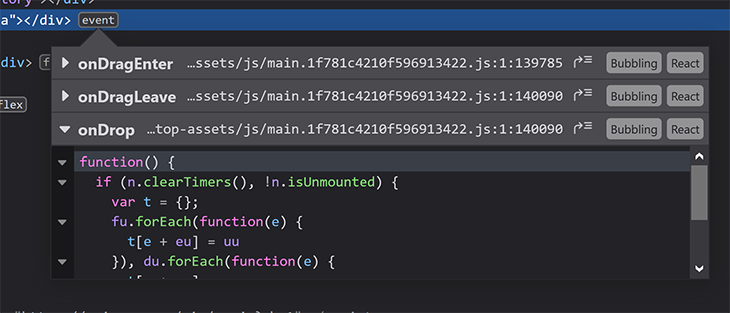 tory"></div>
a"></div> event
div> f
flex
onDragEnter …ssets/js/main.1f781c4210f596913422.js:1:139785 Bubbling React
onDragLeave …ssets/js/main.1f781c4210f596913422.js:1:140090 Bubbling React
onDrop …top-assets/js/main.1f781c4210f596913422.js:1:140090 Bubbling React
function() {
if (n.clearTimers(), !n.isUnmounted) {
var t = {};
fu.forEach(function(e) {
t[e + eu] = uu
}), du.forEach(function(e) {